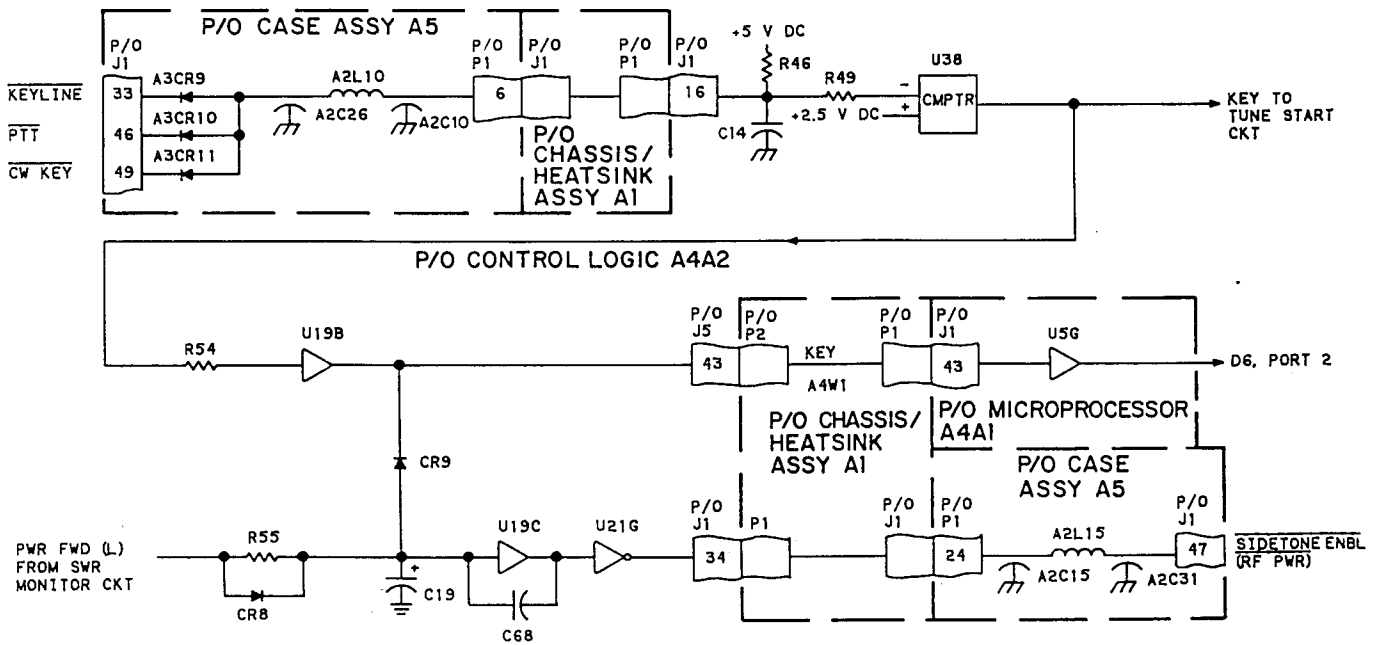 P/O CASE ASSY A5
P/O
J1
KEYLINE
33
A3CR9
PTT
46
A3CR10
CW KEY
49
A3CR11
A2L10
A2C26
A2C10
P/O
P1
6
P/O
J1
P/O
CHASSIS/
HEATSINK
ASSY A1
P/O
P1
P/O
J1
16
+5 V DC
R46
C14
R49
+2.5 V DC
-
+
U38
CMPTR
KEY TO
TUNE START
CKT
P/O CONTROL LOGIC A4A2
R54
U19B
P/O
J5
43
P/O
P2
KEY
A4W1
P/O
P1
P/O
J1
43
U5G
D6, PORT 2
P/O CHASSIS/
HEATSINK
ASSY A1
P/O MICROPROCESSOR
A4A1
P/O CASE
ASSY A5
CR9
PWR FWD (L)
FROM SWR
MONITOR CKT
R55
CR8
+
C19
U19C
C68
U21G
P/O
J1
34
P1
P/O
J1
P/O
P1
24
A2L15
A2C15
A2C31
P/O
J1
47
SIDETONE ENBL
(RF PWR)